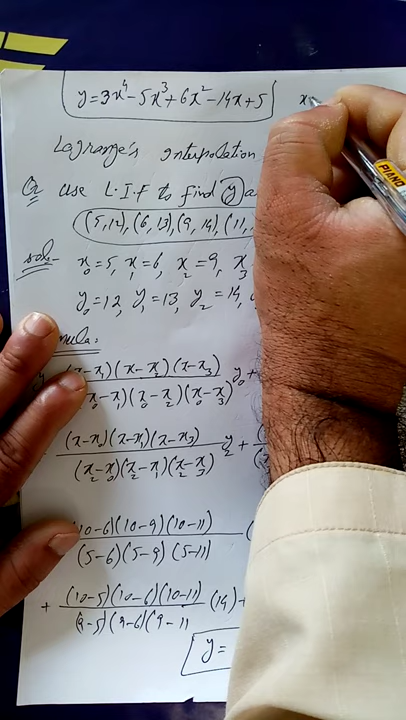 y=3x⁴-5x³+6x²-14x+5 x
Lagrange's Interpolation
Q Use L.I.F to find y a
(5,12), (6,13), (9,14), (11,
sol:-
x₀=5, x₁=6, x₂=9, x₃
y₀=12, y₁=13, y₂=14,
mula:
(x-x₁)(x-x₂)(x-x₃)
x₀-x₁)(x₀-x₂)(x₀-x₃) y₀+
(x-x₀)(x-x₁)(x-x₃)
(x₂-x₀)(x₂-x₁)(x₂-x₃) y₂+
10-6)(10-9)(10-11)
(5-6)(5-9)(5-11)
+ (10-5)(10-6)(10-11) (14)+
(9-5)(9-6)(9-11
y=
PIANO